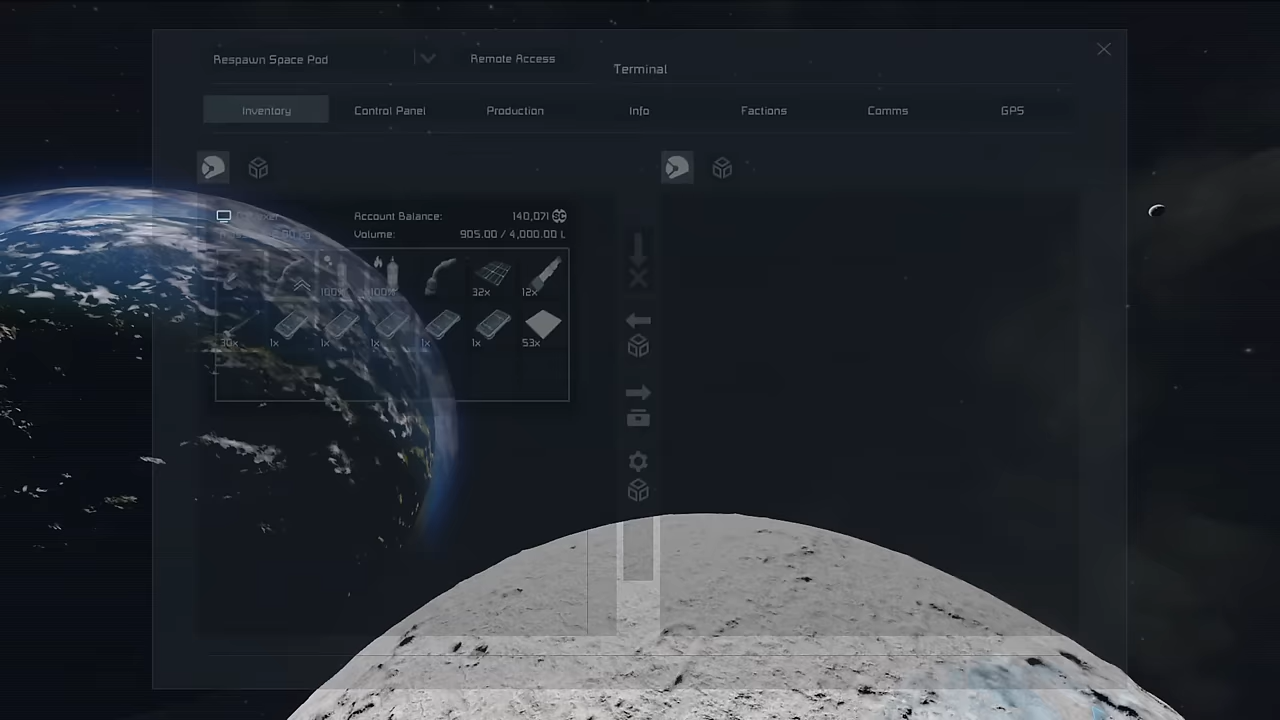 Respawn Space Pod
Remote Access
Terminal
Inventory
Control Panel
Production
Info
Factions
Comms
GPS
Account Balance: 140,071 SC
Volume: 905.00 / 4,000.00 L
100% 100% 32x 12x
30x 1x 1x 1x 1x 1x 53x